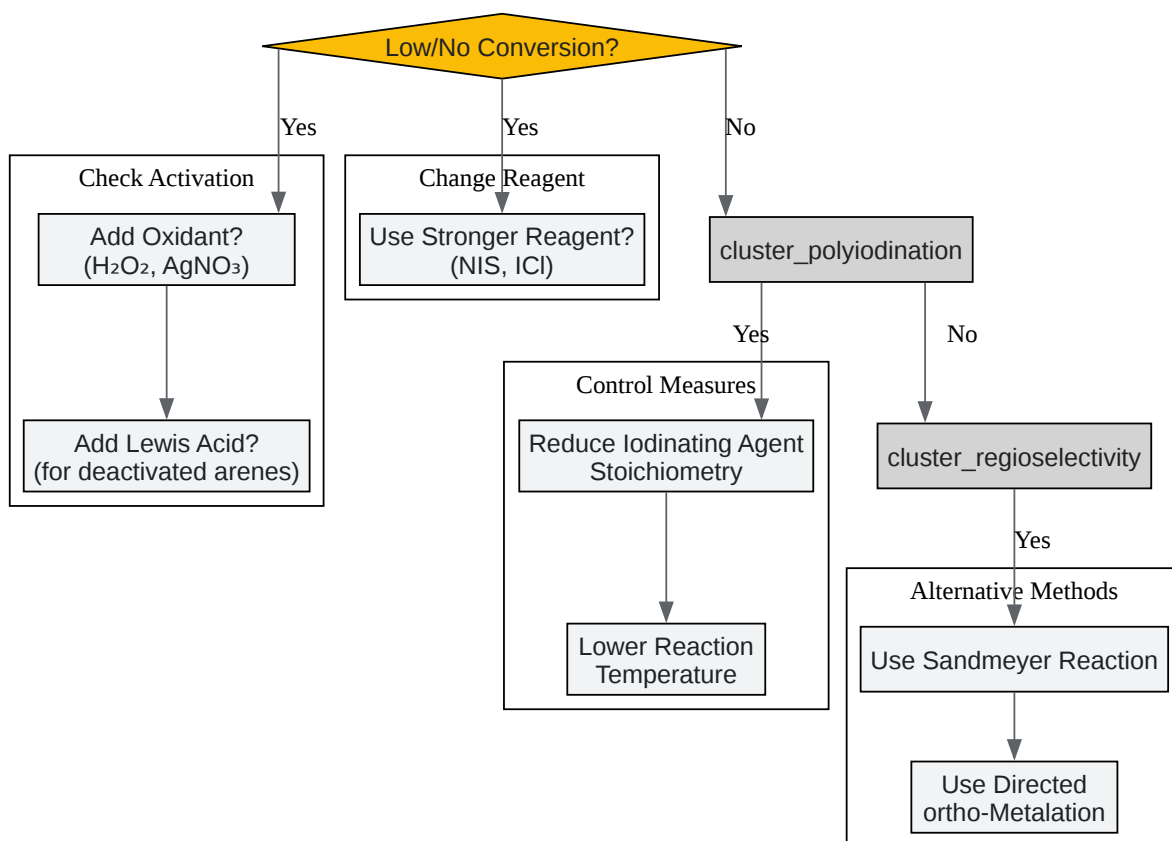 Low/No Conversion?
Yes
Yes
No
Check Activation
Change Reagent
Add Oxidant?
(H₂O₂, AgNO₃)
Use Stronger Reagent?
(NIS, ICl)
cluster_polyiodination
Yes
No
Control Measures
Add Lewis Acid?
(for deactivated arenes)
Reduce Iodinating Agent
Stoichiometry
cluster_regioselectivity
Yes
Alternative Methods
Lower Reaction
Temperature
Use Sandmeyer Reaction
Use Directed
ortho-Metalation